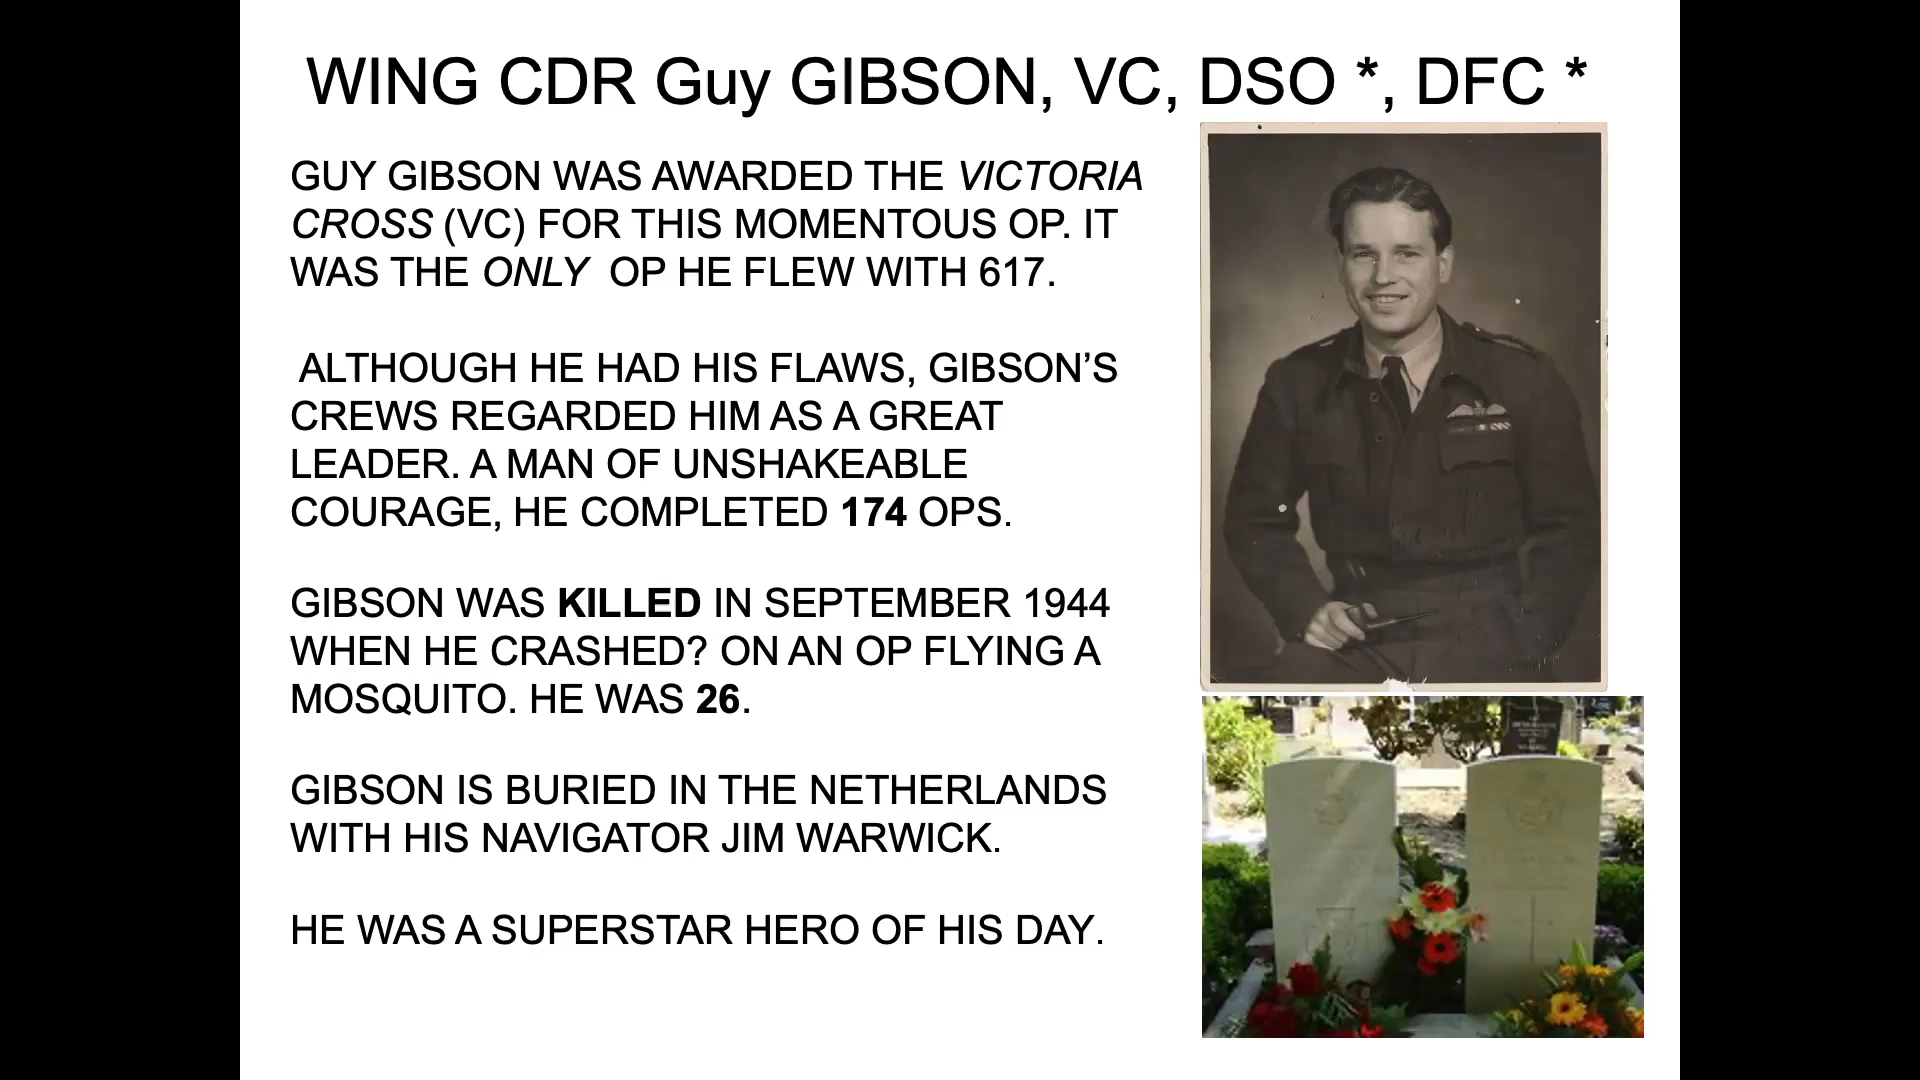 WING CDR Guy GIBSON, VC, DSO *, DFC *
GUY GIBSON WAS AWARDED THE VICTORIA
CROSS (VC) FOR THIS MOMENTOUS OP. IT
WAS THE ONLY OP HE FLEW WITH 617.
ALTHOUGH HE HAD HIS FLAWS, GIBSON’S
CREWS REGARDED HIM AS A GREAT
LEADER. A MAN OF UNSHAKEABLE
COURAGE, HE COMPLETED 174 OPS.
GIBSON WAS KILLED IN SEPTEMBER 1944
WHEN HE CRASHED? ON AN OP FLYING A
MOSQUITO. HE WAS 26.
GIBSON IS BURIED IN THE NETHERLANDS
WITH HIS NAVIGATOR JIM WARWICK.
HE WAS A SUPERSTAR HERO OF HIS DAY.